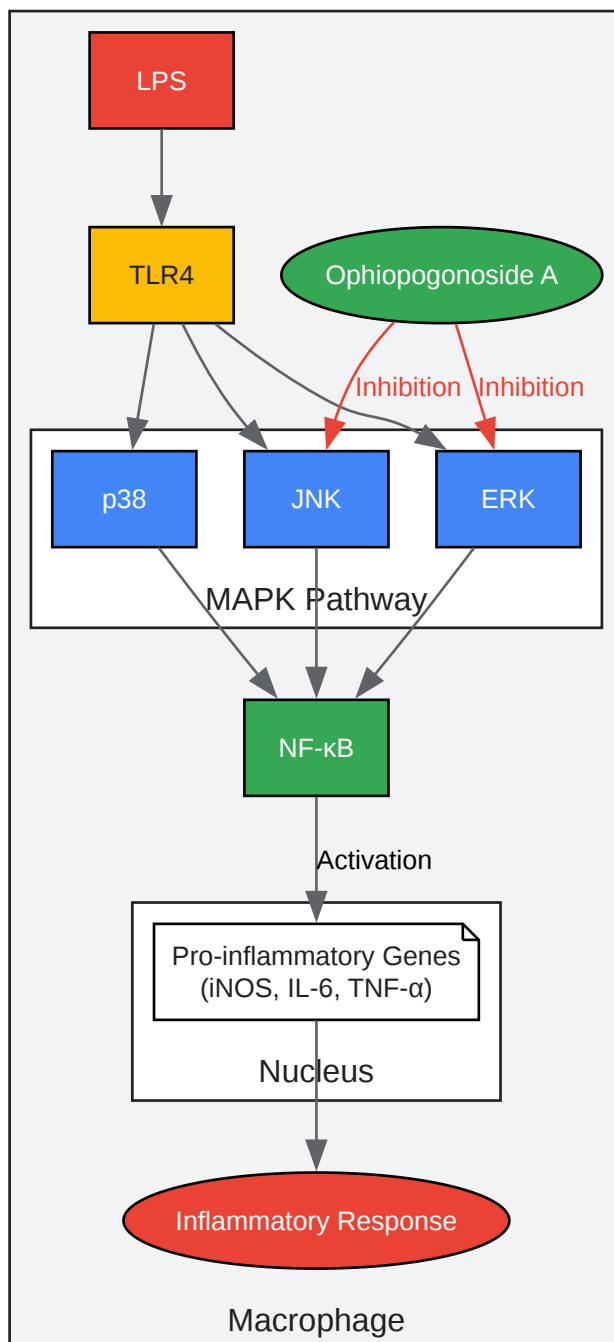 LPS
TLR4
Ophiopogonoside A
Inhibition
Inhibition
p38
JNK
ERK
MAPK Pathway
NF-κB
Activation
Pro-inflammatory Genes
(iNOS, IL-6, TNF-α)
Nucleus
Inflammatory Response
Macrophage